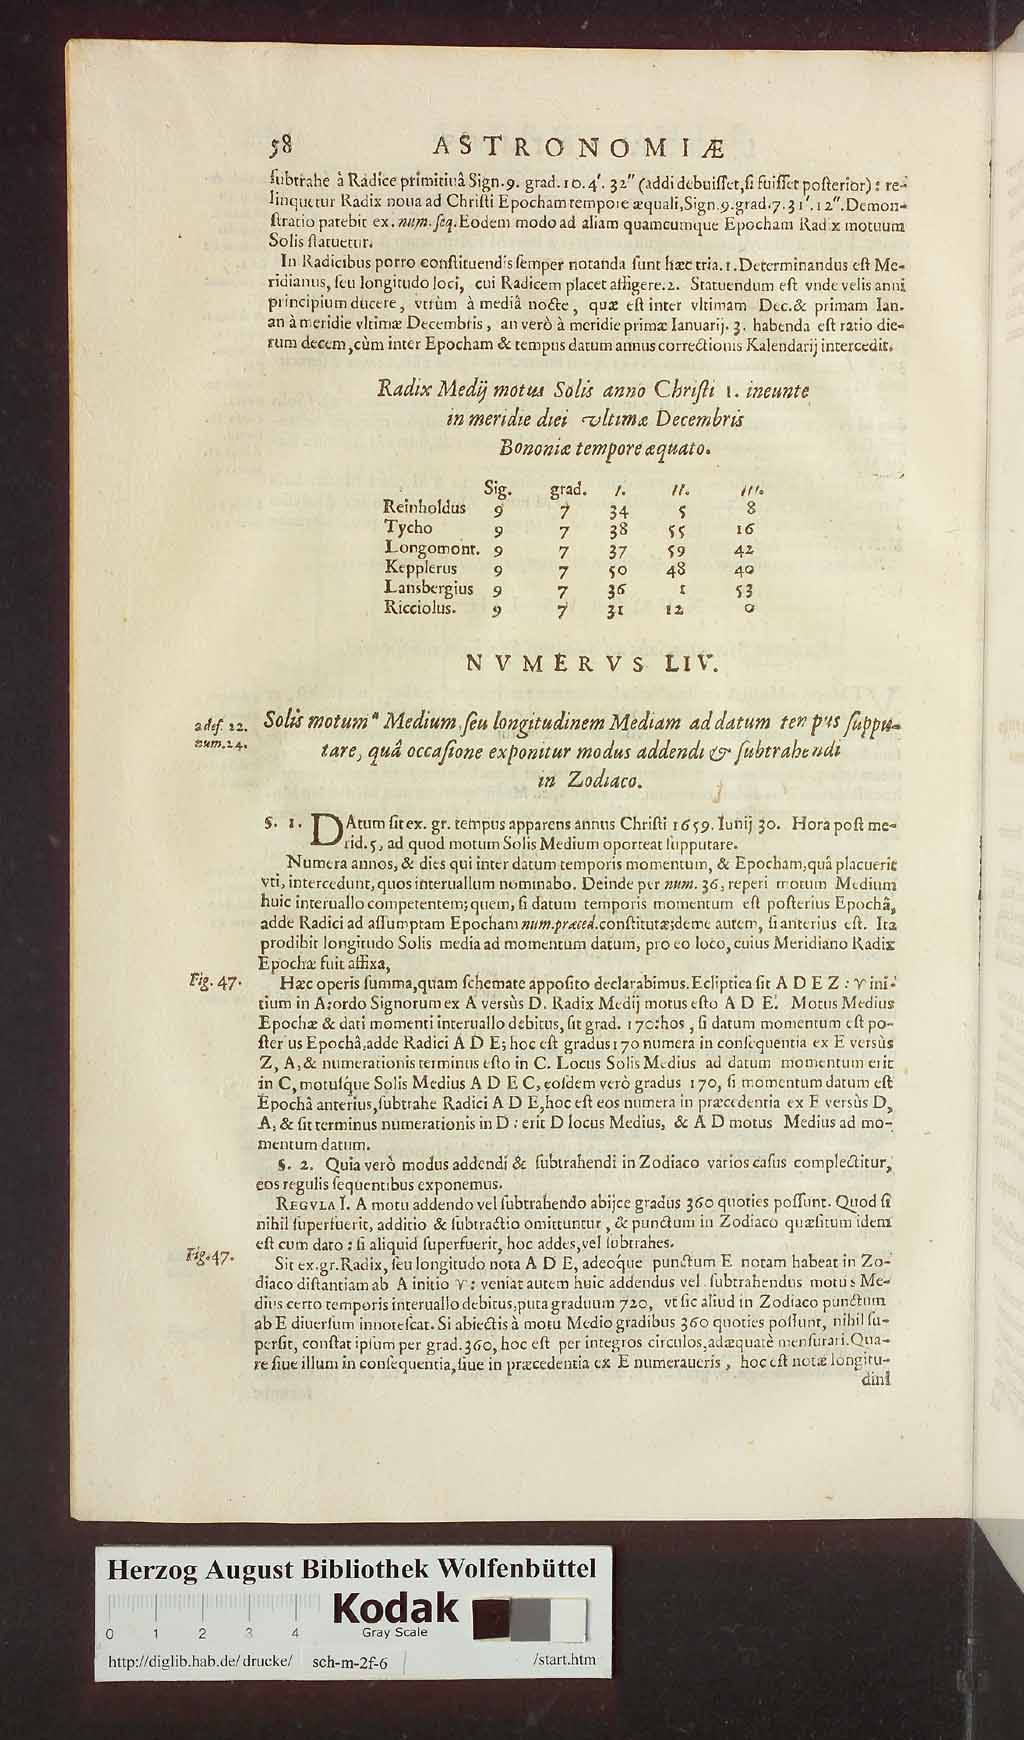 58 ASTRONOMIÆ
ſubtrahe à Radice primitiuâ Sign.9. grad.10.4'. 32" (addi debuiſſet,ſi fuiſſet poſterior) : re-
linquetur Radix noua ad Chriſti Epocham tempore æquali,Sign.9.grad.7.31'.12".Demon-
ſtratio patebit ex. num.ſeq.Eodem modo ad aliam quamcumque Epocham Radix motuum
Solis ſtatuetur.
In Radicibus porro conſtituendis ſemper notanda ſunt hæc tria.1.Determinandus eſt Me-
ridianus, ſeu longitudo loci, cui Radicem placet affigere.2. Statuendum eſt vnde velis anni
principium ducere, vtrùm à mediâ nocte, quæ eſt inter vltimam Dec.& primam Ian.
an à meridie vltimæ Decembris, an verò à meridie primæ Ianuarij. 3. habenda eſt ratio die-
rum decem,cùm inter Epocham & tempus datum annus correctionis Kalendarij intercedit.
Radix Medij motus Solis anno Chriſti 1. ineunte
in meridie diei vltimæ Decembris
Bononiæ tempore æquato.
Sig. grad. I. II. III.
Reinholdus 9 7 34 5 8
Tycho 9 7 38 55 16
Longomont. 9 7 37 59 42
Kepplerus 9 7 50 48 40
Lansbergius 9 7 36 1 53
Ricciolus. 9 7 31 12 0
NVMERVS LIV.
a def. 22.
num.24.
Solis motum ª Medium ſeu longitudinem Mediam ad datum tempus ſuppu-
tare, quâ occaſione exponitur modus addendi & ſubtrahendi
in Zodiaco.
§. 1. DAtum ſit ex. gr. tempus apparens annus Chriſti 1659. Iunij 30. Hora poſt me-
rid.5, ad quod motum Solis Medium oporteat ſupputare.
Numera annos, & dies qui inter datum temporis momentum, & Epocham,quâ placuerit
vti, intercedunt,quos interuallum nominabo. Deinde per num. 36, reperi motum Medium
huic interuallo competentem;quem, ſi datum temporis momentum eſt poſterius Epochâ,
adde Radici ad aſſumptam Epocham num.præced.conſtitutæ;deme autem, ſi anterius eſt. Ita
prodibit longitudo Solis media ad momentum datum, pro eo loco, cuius Meridiano Radix
Epochæ fuit affixa,
Fig. 47.
Hæc operis ſumma,quam ſchemate appoſito declarabimus.Ecliptica ſit A D E Z : ♈ ini-
tium in A:ordo Signorum ex A versùs D. Radix Medij motus eſto A D E. Motus Medius
Epochæ & dati momenti interuallo debitus, ſit grad. 170:hos , ſi datum momentum eſt po-
ſterius Epochâ,adde Radici A D E; hoc eſt gradus 170 numera in conſequentia ex E versùs
Z, A,& numerationis terminus eſto in C. Locus Solis Medius ad datum momentum erit
in C, motuſque Solis Medius A D E C, eoſdem verò gradus 170, ſi momentum datum eſt
Epochâ anterius,ſubtrahe Radici A D E,hoc eſt eos numera in præcedentia ex E versùs D,
A, & ſit terminus numerationis in D : erit D locus Medius, & A D motus Medius ad mo-
mentum datum.
§. 2. Quia verò modus addendi & ſubtrahendi in Zodiaco varios caſus complectitur,
eos regulis ſequentibus exponemus.
REGVLA I. A motu addendo vel ſubtrahendo abijce gradus 360 quoties poſſunt. Quod ſi
nihil ſuperfuerit, additio & ſubtractio omittuntur , & punctum in Zodiaco quæſitum idem
eſt cum dato : ſi aliquid ſuperfuerit, hoc addes,vel ſubtrahes.
Fig.47.
Sit ex.gr.Radix, ſeu longitudo nota A D E, adeoque punctum E notam habeat in Zo-
diaco diſtantiam ab A initio ♈ : veniat autem huic addendus vel ſubtrahendus motus Me-
dius certo temporis interuallo debitus,puta graduum 720, vt ſic aliud in Zodiaco punctum
ab E diuerſum innoteſcat. Si abiectis à motu Medio gradibus 360 quoties poſſunt, nihil ſu-
perſit, conſtat ipſum per grad.360, hoc eſt per integros circulos,adæquatè menſurari.Qua-
re ſiue illum in conſequentia,ſiue in præcedentia ex E numeraueris , hoc eſt notæ longitu-
dini
Herzog August Bibliothek Wolfenbüttel
Kodak
Gray Scale
0 1 2 3 4
http://diglib.hab.de/drucke/ sch-m-2f-6 /start.htm